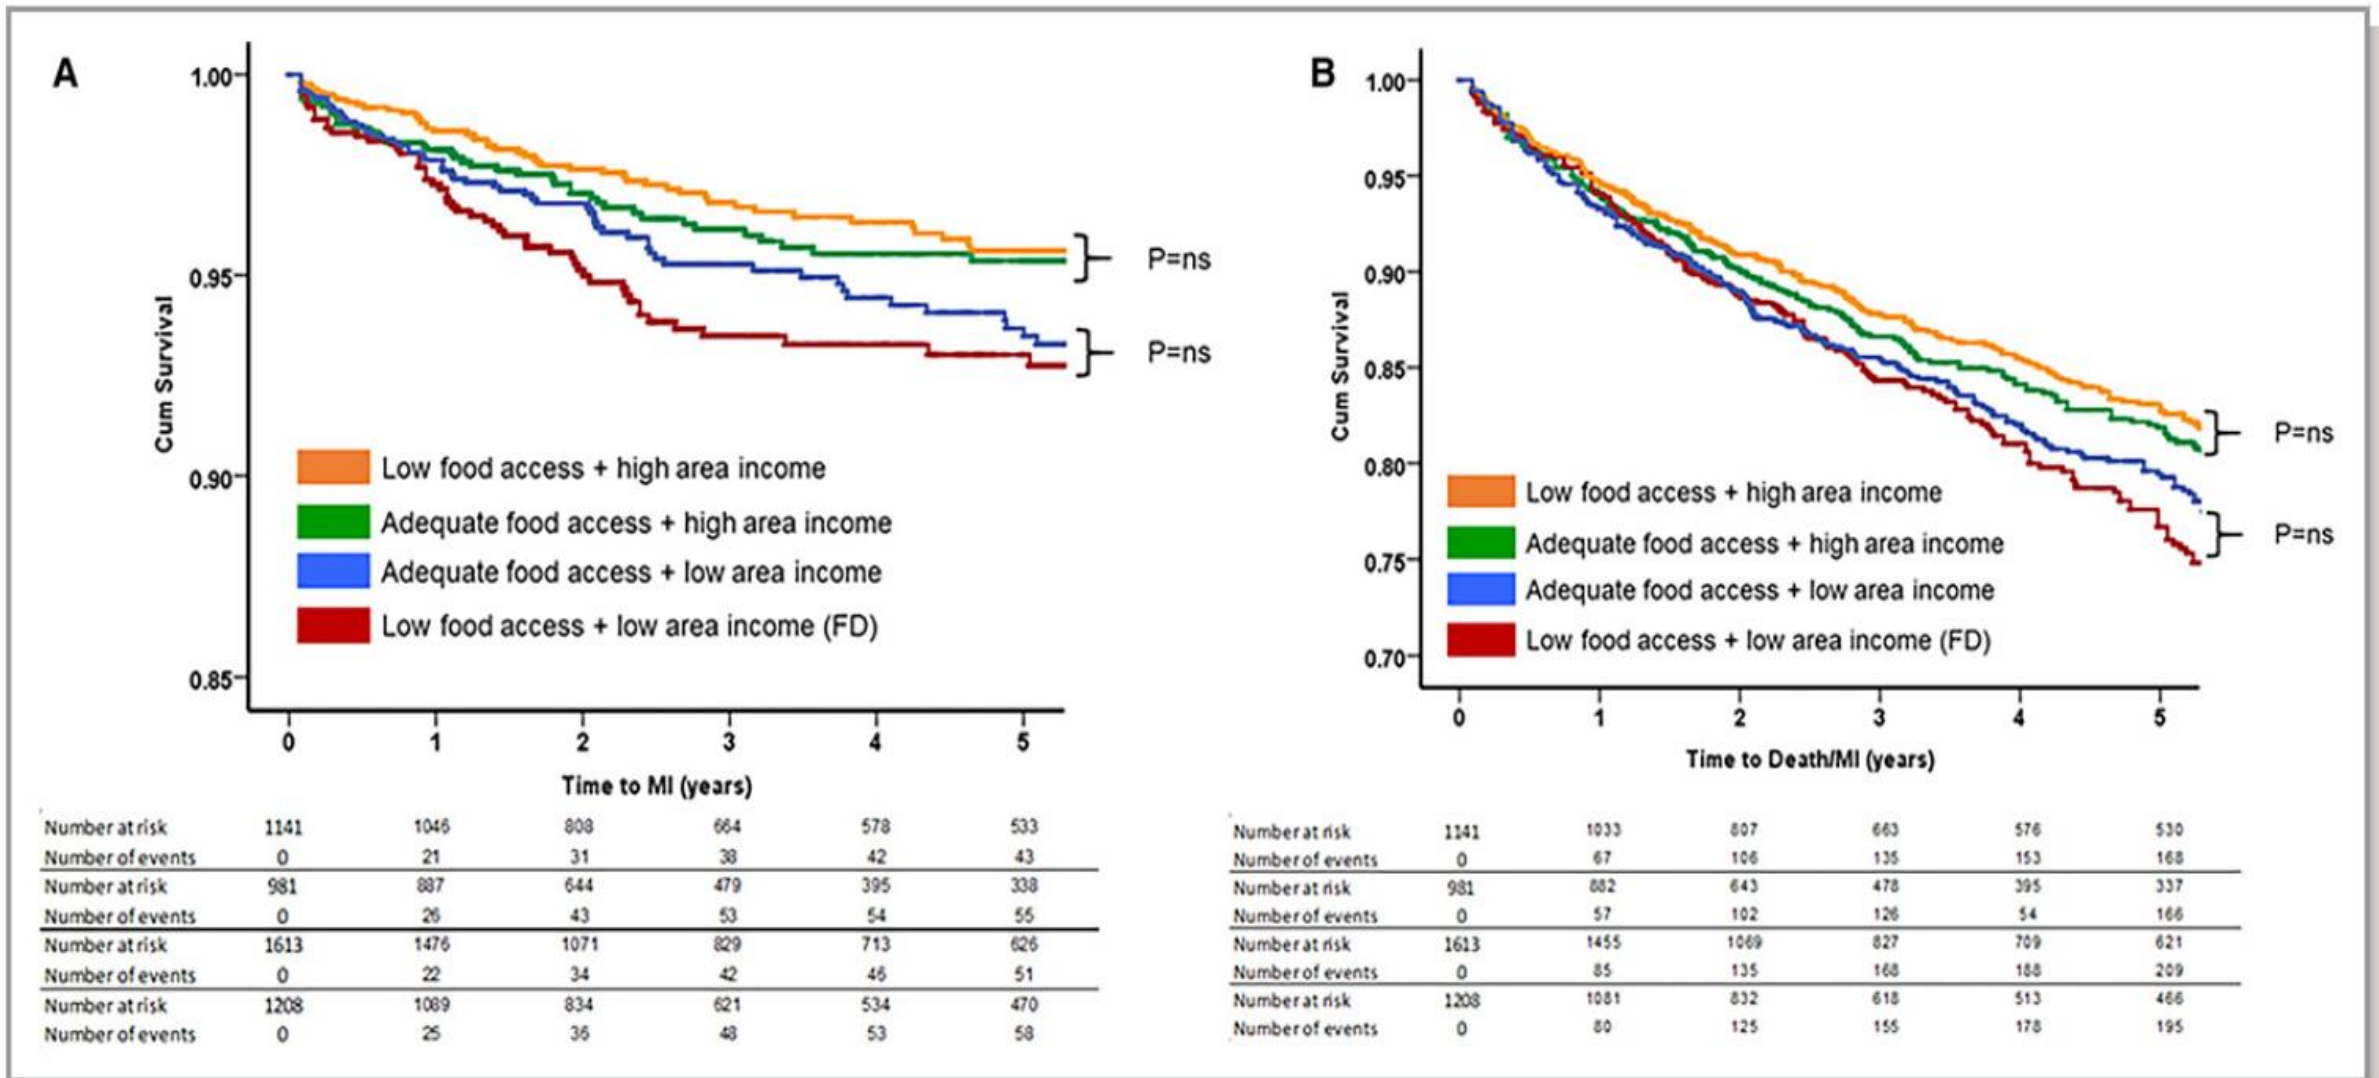 A
1.00
0.95
0.90
0.85
Cum Survival
P=ns
P=ns
Low food access + high area income
Adequate food access + high area income
Adequate food access + low area income
Low food access + low area income (FD)
0 1 2 3 4 5
Time to MI (years)
Number at risk 1141 1046 808 664 578 533
Number of events 0 21 31 38 42 43
Number at risk 981 887 644 479 395 338
Number of events 0 26 43 53 54 55
Number at risk 1613 1476 1071 829 713 626
Number of events 0 22 34 42 46 51
Number at risk 1208 1089 834 621 534 470
Number of events 0 25 36 48 53 58
B
1.00
0.95
0.90
0.85
0.80
0.75
0.70
Cum Survival
P=ns
P=ns
Low food access + high area income
Adequate food access + high area income
Adequate food access + low area income
Low food access + low area income (FD)
0 1 2 3 4 5
Time to Death/MI (years)
Number at risk 1141 1033 807 663 576 530
Number of events 0 67 106 135 153 168
Number at risk 981 882 643 478 395 337
Number of events 0 57 102 126 54 166
Number at risk 1613 1455 1069 827 709 621
Number of events 0 85 135 168 188 209
Number at risk 1208 1081 832 618 513 466
Number of events 0 80 125 155 178 195